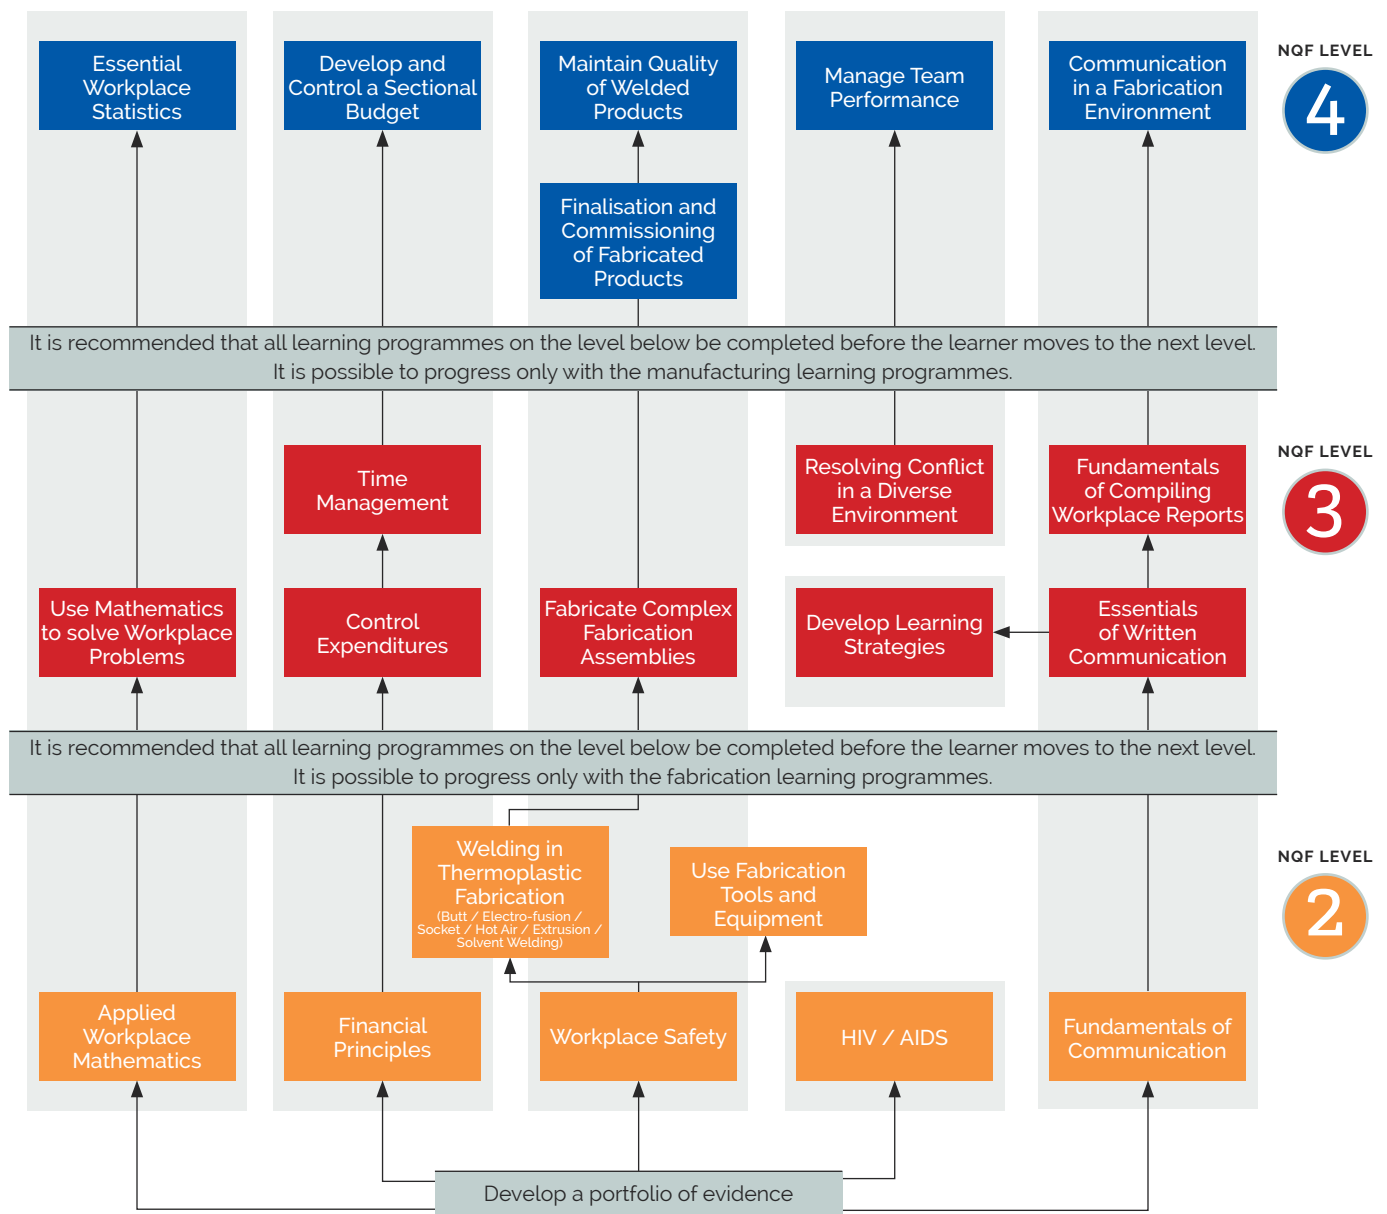 Essential
Workplace
Statistics
Develop and
Control a Sectional
Budget
Maintain Quality
of Welded
Products
Manage Team
Performance
Communication
in a Fabrication
Environment
NQF LEVEL
4
Finalisation and
Commissioning
of Fabricated
Products
It is recommended that all learning programmes on the level below be completed before the learner moves to the next level.
It is possible to progress only with the manufacturing learning programmes.
Time
Management
Resolving Conflict
in a Diverse
Environment
Fundamentals
of Compiling
Workplace Reports
NQF LEVEL
3
Use Mathematics
to solve Workplace
Problems
Control
Expenditures
Fabricate Complex
Fabrication
Assemblies
Develop Learning
Strategies
Essentials
of Written
Communication
It is recommended that all learning programmes on the level below be completed before the learner moves to the next level.
It is possible to progress only with the fabrication learning programmes.
Welding in
Thermoplastic
Fabrication
(Butt / Electro-fusion /
Socket / Hot Air / Extrusion /
Solvent Welding)
Use Fabrication
Tools and
Equipment
NQF LEVEL
2
Applied
Workplace
Mathematics
Financial
Principles
Workplace Safety
HIV / AIDS
Fundamentals of
Communication
Develop a portfolio of evidence